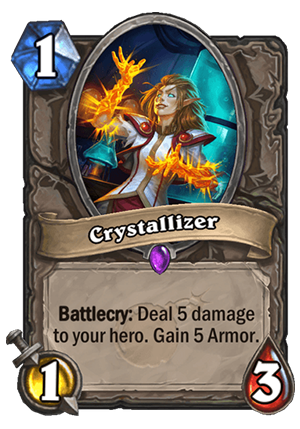 1
Crystallizer
Battlecry: Deal 5 damage
to your hero. Gain 5 Armor.
1
3